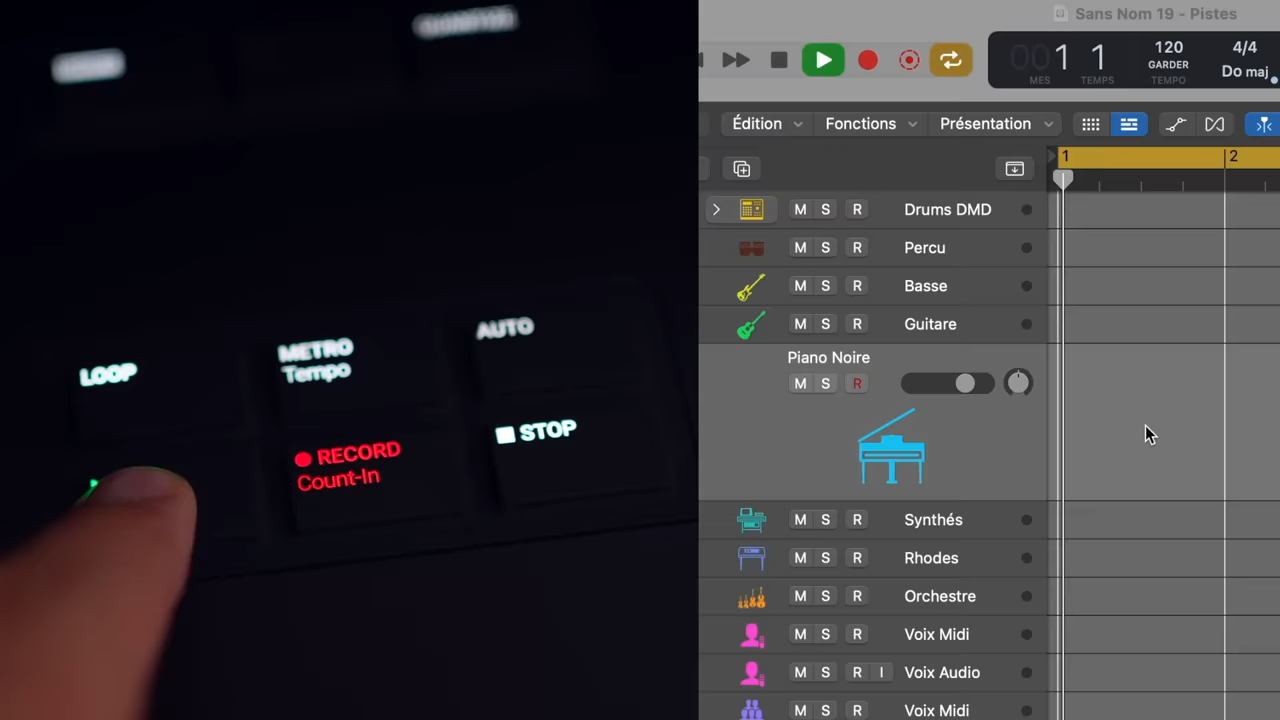 LOOP
METRO
Tempo
AUTO
RECORD
Count-In
STOP
Sans Nom 19 - Pistes
001 1
MES TEMPS
120
GARDER
TEMPO
4/4
Do maj
Édition
Fonctions
Présentation
1 2
M S R Drums DMD
M S R Percu
M S R Basse
M S R Guitare
Piano Noire
M S R
M S R Synthés
M S R Rhodes
M S R Orchestre
M S R Voix Midi
M S R I Voix Audio
M S R Voix Midi